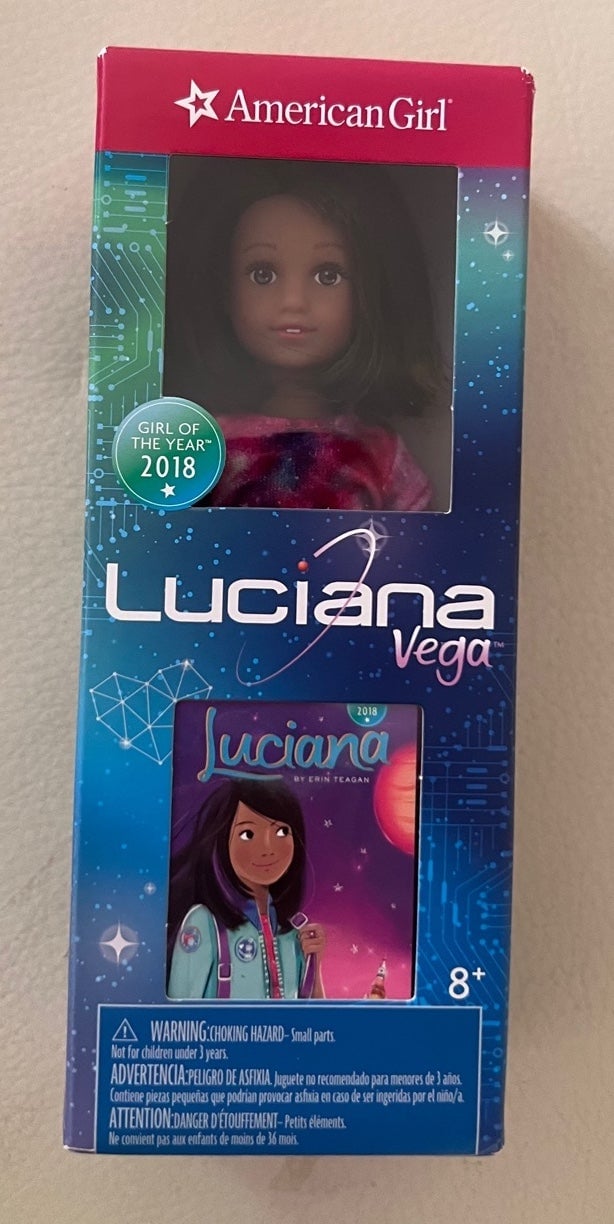 American Girl®
GIRL OF
THE YEAR™
2018
Luciana
Vega™
2018
Luciana
BY ERIN TEAGAN
8+
WARNING:CHOKING HAZARD– Small parts.
Not for children under 3 years.
ADVERTENCIA:PELIGRO DE ASFIXIA. Juguete no recomendado para menores de 3 años.
Contiene piezas pequeñas que podrían provocar asfixia en caso de ser ingeridas por el niño/a.
ATTENTION:DANGER D'ÉTOUFFEMENT– Petits éléments.
Ne convient pas aux enfants de moins de 36 mois.